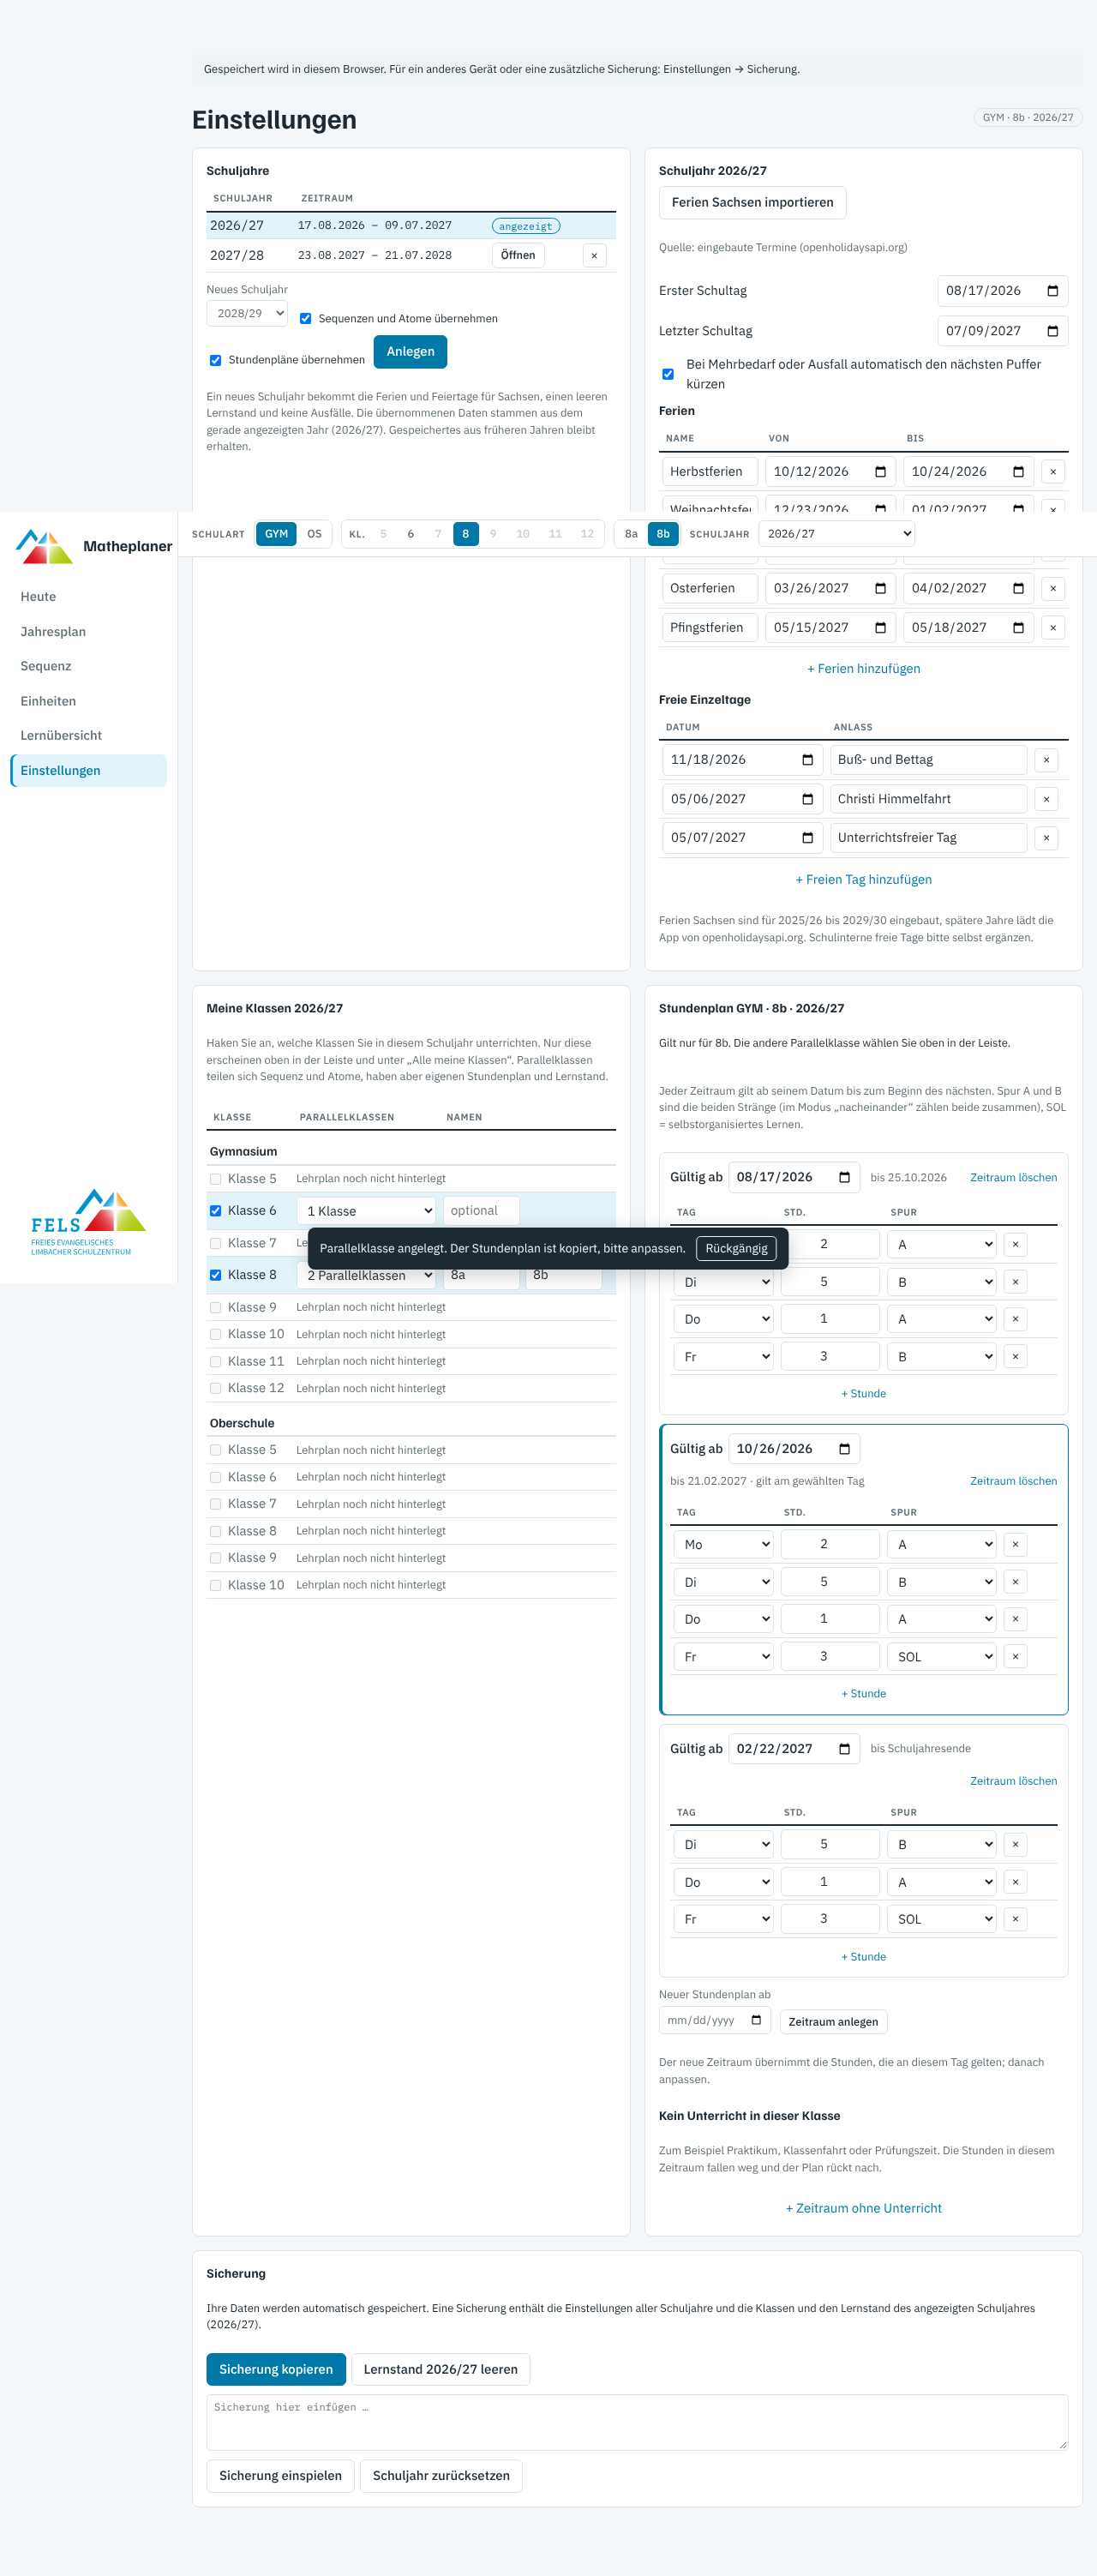 Gespeichert wird in diesem Browser. Für ein anderes Gerät oder eine zusätzliche Sicherung: Einstellungen → Sicherung.
Einstellungen
GYM · 8b · 2026/27
Schuljahre
SCHULJAHR ZEITRAUM
2026/27 17.08.2026 – 09.07.2027 angezeigt
2027/28 23.08.2027 – 21.07.2028 Öffnen ×
Neues Schuljahr
2028/29 Sequenzen und Atome übernehmen
Stundenpläne übernehmen Anlegen
Ein neues Schuljahr bekommt die Ferien und Feiertage für Sachsen, einen leeren
Lernstand und keine Ausfälle. Die übernommenen Daten stammen aus dem
gerade angezeigten Jahr (2026/27). Gespeichertes aus früheren Jahren bleibt
erhalten.
Schuljahr 2026/27
Ferien Sachsen importieren
Quelle: eingebaute Termine (openholidaysapi.org)
Erster Schultag 08/17/2026
Letzter Schultag 07/09/2027
Bei Mehrbedarf oder Ausfall automatisch den nächsten Puffer
kürzen
Ferien
NAME VON BIS
Herbstferien 10/12/2026 10/24/2026 ×
Weihnachtsfe 12/23/2026 01/02/2027 ×
Matheplaner
SCHULART GYM OS KL. 5 6 7 8 9 10 11 12 8a 8b SCHULJAHR 2026/27
Osterferien 03/26/2027 04/02/2027 ×
Pfingstferien 05/15/2027 05/18/2027 ×
+ Ferien hinzufügen
Heute
Jahresplan
Sequenz
Einheiten
Lernübersicht
Einstellungen
FELS
FREIES EVANGELISCHES
LIMBACHER SCHULZENTRUM
Freie Einzeltage
DATUM ANLASS
11/18/2026 Buß- und Bettag ×
05/06/2027 Christi Himmelfahrt ×
05/07/2027 Unterrichtsfreier Tag ×
+ Freien Tag hinzufügen
Ferien Sachsen sind für 2025/26 bis 2029/30 eingebaut, spätere Jahre lädt die
App von openholidaysapi.org. Schulinterne freie Tage bitte selbst ergänzen.
Meine Klassen 2026/27
Haken Sie an, welche Klassen Sie in diesem Schuljahr unterrichten. Nur diese
erscheinen oben in der Leiste und unter „Alle meine Klassen“. Parallelklassen
teilen sich Sequenz und Atome, haben aber eigenen Stundenplan und Lernstand.
KLASSE PARALLELKLASSEN NAMEN
Gymnasium
Klasse 5 Lehrplan noch nicht hinterlegt
Klasse 6 1 Klasse optional
Klasse 7 Le
Parallelklasse angelegt. Der Stundenplan ist kopiert, bitte anpassen. Rückgängig
Klasse 8 2 Parallelklassen 8a 8b
Klasse 9 Lehrplan noch nicht hinterlegt
Klasse 10 Lehrplan noch nicht hinterlegt
Klasse 11 Lehrplan noch nicht hinterlegt
Klasse 12 Lehrplan noch nicht hinterlegt
Oberschule
Klasse 5 Lehrplan noch nicht hinterlegt
Klasse 6 Lehrplan noch nicht hinterlegt
Klasse 7 Lehrplan noch nicht hinterlegt
Klasse 8 Lehrplan noch nicht hinterlegt
Klasse 9 Lehrplan noch nicht hinterlegt
Klasse 10 Lehrplan noch nicht hinterlegt
Stundenplan GYM · 8b · 2026/27
Gilt nur für 8b. Die andere Parallelklasse wählen Sie oben in der Leiste.
Jeder Zeitraum gilt ab seinem Datum bis zum Beginn des nächsten. Spur A und B
sind die beiden Stränge (im Modus „nacheinander“ zählen beide zusammen), SOL
= selbstorganisiertes Lernen.
Gültig ab 08/17/2026 bis 25.10.2026 Zeitraum löschen
TAG STD. SPUR
2 A ×
Di 5 B ×
Do 1 A ×
Fr 3 B ×
+ Stunde
Gültig ab 10/26/2026
bis 21.02.2027 · gilt am gewählten Tag Zeitraum löschen
TAG STD. SPUR
Mo 2 A ×
Di 5 B ×
Do 1 A ×
Fr 3 SOL ×
+ Stunde
Gültig ab 02/22/2027 bis Schuljahresende
Zeitraum löschen
TAG STD. SPUR
Di 5 B ×
Do 1 A ×
Fr 3 SOL ×
+ Stunde
Neuer Stundenplan ab
mm/dd/yyyy Zeitraum anlegen
Der neue Zeitraum übernimmt die Stunden, die an diesem Tag gelten; danach
anpassen.
Kein Unterricht in dieser Klasse
Zum Beispiel Praktikum, Klassenfahrt oder Prüfungszeit. Die Stunden in diesem
Zeitraum fallen weg und der Plan rückt nach.
+ Zeitraum ohne Unterricht
Sicherung
Ihre Daten werden automatisch gespeichert. Eine Sicherung enthält die Einstellungen aller Schuljahre und die Klassen und den Lernstand des angezeigten Schuljahres
(2026/27).
Sicherung kopieren Lernstand 2026/27 leeren
Sicherung hier einfügen …
Sicherung einspielen Schuljahr zurücksetzen